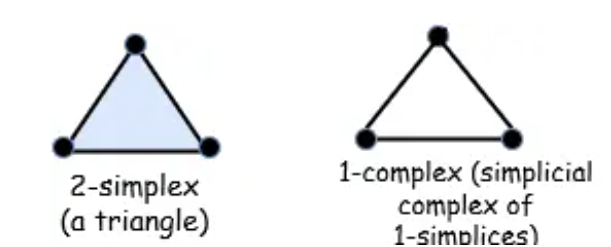 2-simplex
(a triangle)
1-complex (simplicial
complex of
1-simplices)